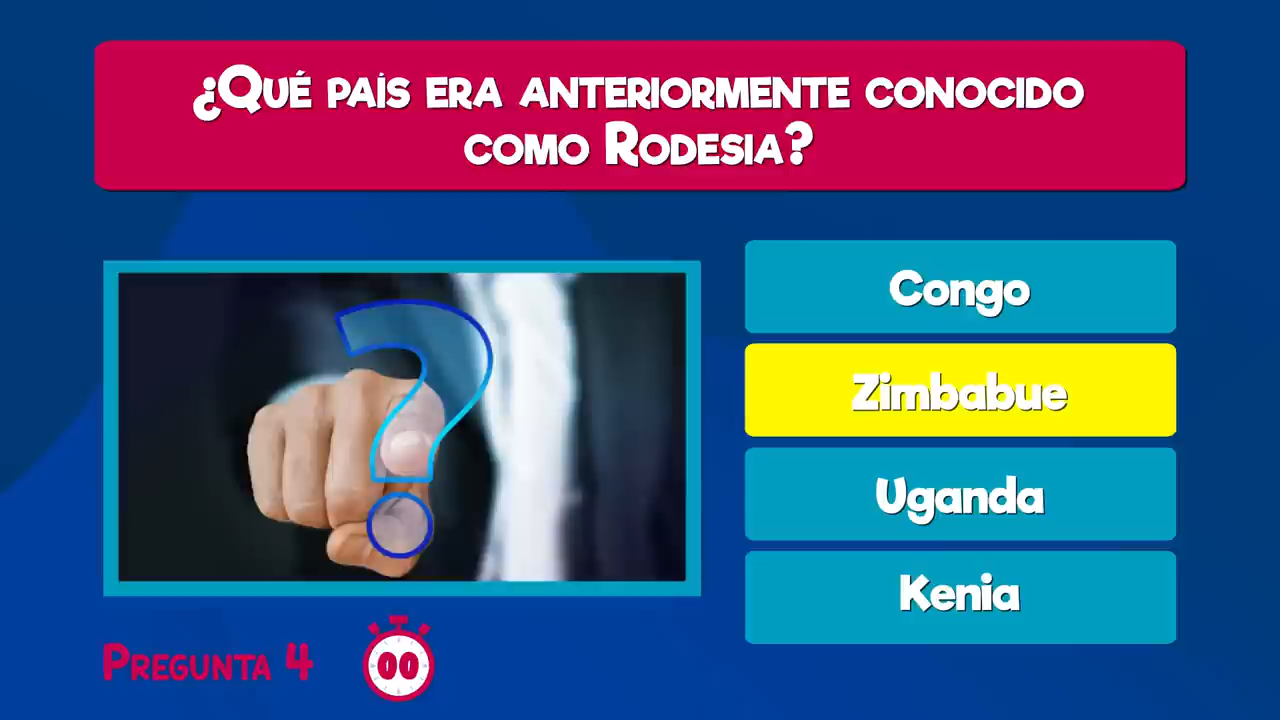 ¿Qué país era anteriormente conocido
como Rodesia?
Congo
Zimbabue
Uganda
Kenia
Pregunta 4
00